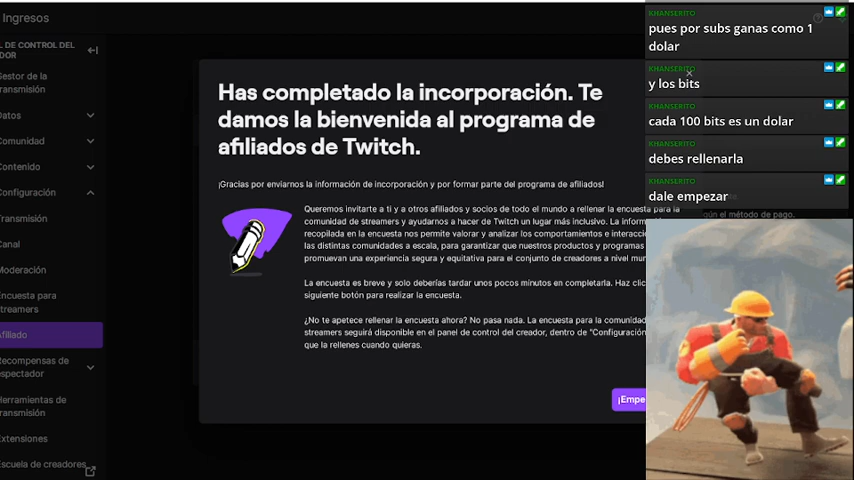 Ingresos
L DE CONTROL DEL
DOR
Gestor de la
ransmisión
Datos
Comunidad
Contenido
Configuración
Transmisión
Canal
Moderación
Encuesta para
streamers
Afiliado
Recompensas de
espectador
Herramientas de
transmisión
Extensiones
Escuela de creadores
Has completado la incorporación. Te
damos la bienvenida al programa de
afiliados de Twitch.
¡Gracias por enviarnos la información de incorporación y por formar parte del programa de afiliados!
Queremos invitarte a ti y a otros afiliados y socios de todo el mundo a rellenar la encuesta para la
comunidad de streamers y ayudarnos a hacer de Twitch un lugar más inclusivo. La inform
recopilada en la encuesta nos permite valorar y analizar los comportamientos e interacci
las distintas comunidades a escala, para garantizar que nuestros productos y programas
promuevan una experiencia segura y equitativa para el conjunto de creadores a nivel mun
La encuesta es breve y solo deberías tardar unos pocos minutos en completarla. Haz clic
siguiente botón para realizar la encuesta.
¿No te apetece rellenar la encuesta ahora? No pasa nada. La encuesta para la comunidad
streamers seguirá disponible en el panel de control del creador, dentro de "Configuración
que la rellenes cuando quieras.
¡Empe
KHANSERITO
pues por subs ganas como 1
dolar
KHANSERITO
y los bits
KHANSERITO
cada 100 bits es un dolar
KHANSERITO
debes rellenarla
KHANSERITO
dale empezar
gún el método de pago.